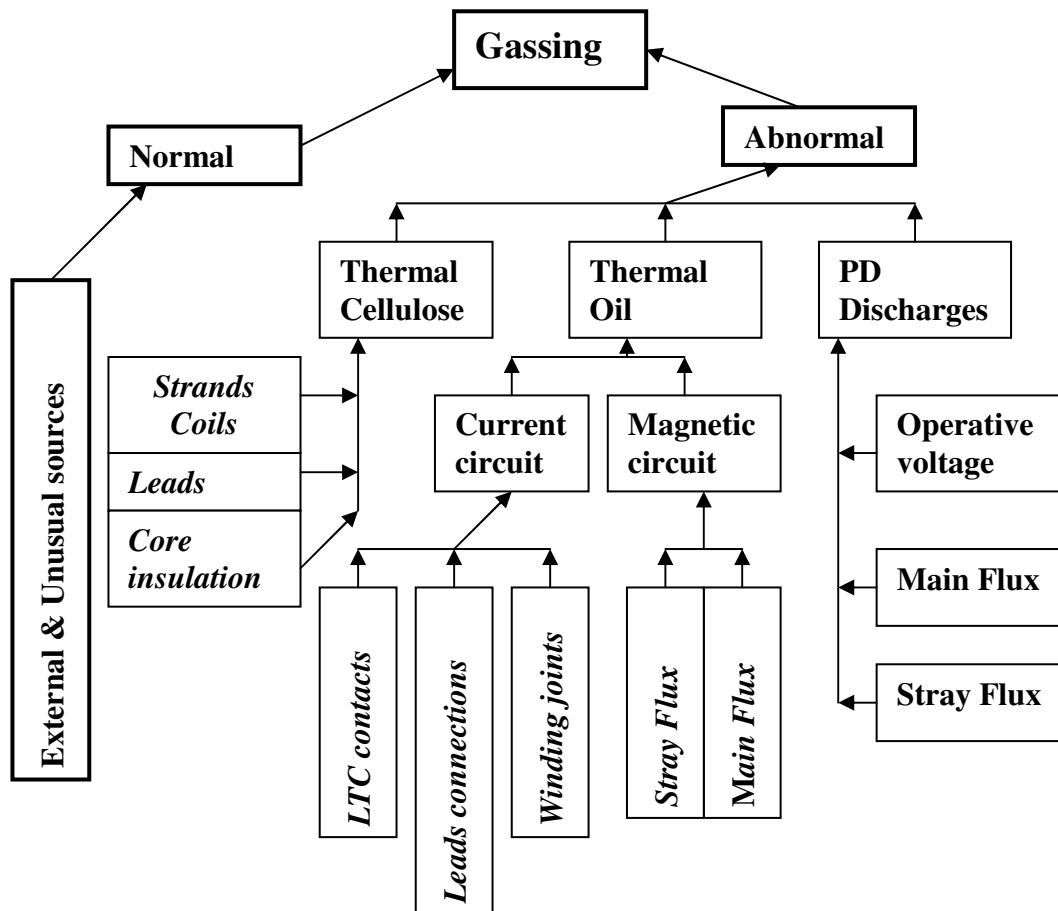 Gassing
Normal
Abnormal
Thermal
Cellulose
Thermal
Oil
PD
Discharges
External & Unusual sources
Strands
Coils
Leads
Core
insulation
Current
circuit
Magnetic
circuit
Operative
voltage
Main Flux
Stray Flux
LTC contacts
Leads connections
Winding joints
Stray Flux
Main Flux